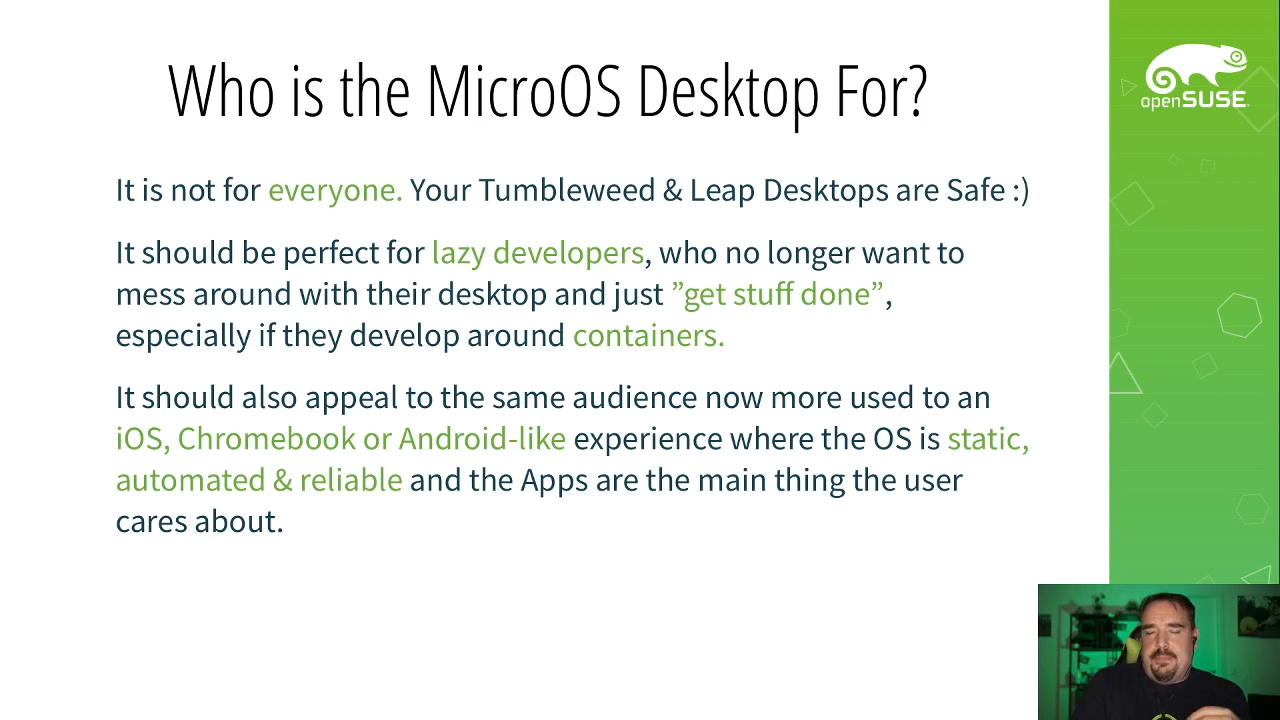 Who is the MicroOS Desktop For?
It is not for everyone. Your Tumbleweed & Leap Desktops are Safe :)
It should be perfect for lazy developers, who no longer want to
mess around with their desktop and just ”get stuff done”,
especially if they develop around containers.
It should also appeal to the same audience now more used to an
iOS, Chromebook or Android-like experience where the OS is static,
automated & reliable and the Apps are the main thing the user
cares about.
openSUSE